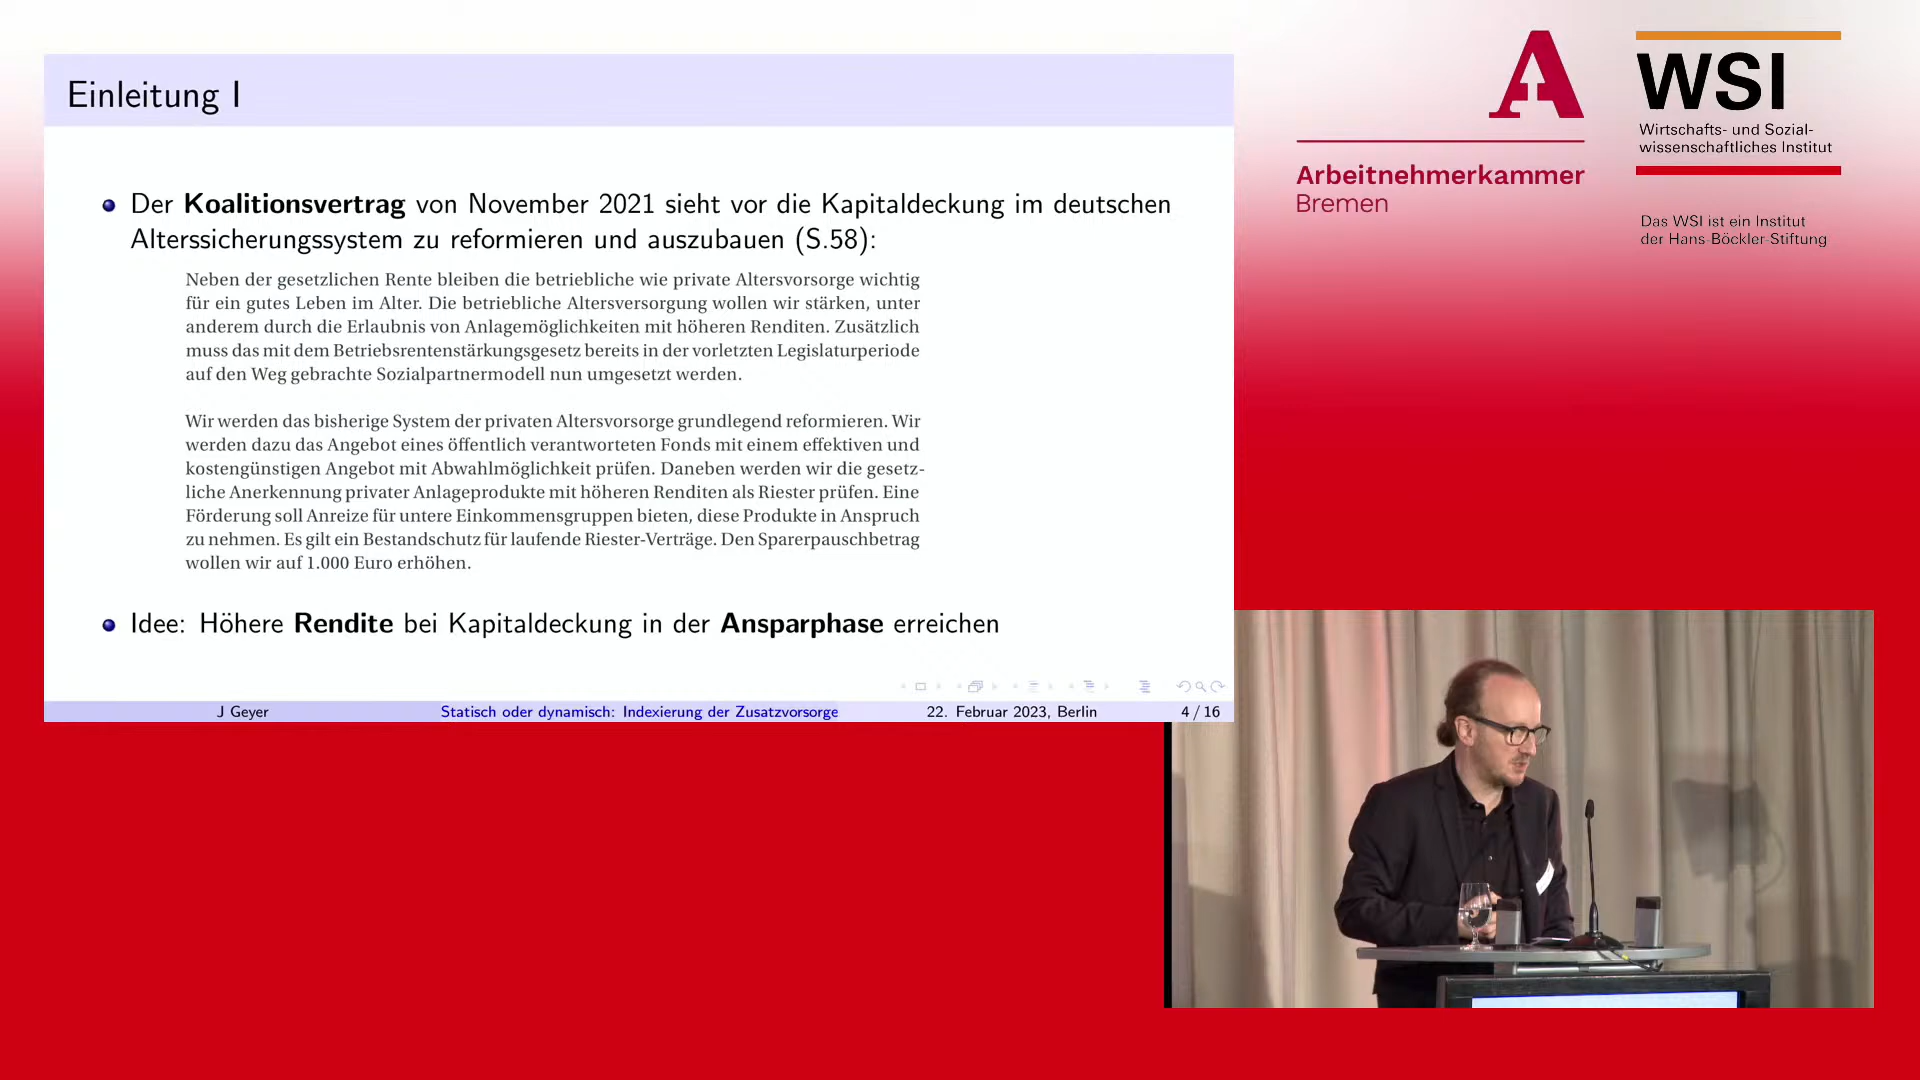 Einleitung I
Der Koalitionsvertrag von November 2021 sieht vor die Kapitaldeckung im deutschen
Alterssicherungssystem zu reformieren und auszubauen (S.58):
Neben der gesetzlichen Rente bleiben die betriebliche wie private Altersvorsorge wichtig
für ein gutes Leben im Alter. Die betriebliche Altersversorgung wollen wir stärken, unter
anderem durch die Erlaubnis von Anlagemöglichkeiten mit höheren Renditen. Zusätzlich
muss das mit dem Betriebsrentenstärkungsgesetz bereits in der vorletzten Legislaturperiode
auf den Weg gebrachte Sozialpartnermodell nun umgesetzt werden.
Wir werden das bisherige System der privaten Altersvorsorge grundlegend reformieren. Wir
werden dazu das Angebot eines öffentlich verantworteten Fonds mit einem effektiven und
kostengünstigen Angebot mit Abwahlmöglichkeit prüfen. Daneben werden wir die gesetz-
liche Anerkennung privater Anlageprodukte mit höheren Renditen als Riester prüfen. Eine
Förderung soll Anreize für untere Einkommensgruppen bieten, diese Produkte in Anspruch
zu nehmen. Es gilt ein Bestandschutz für laufende Riester-Verträge. Den Sparerpauschbetrag
wollen wir auf 1.000 Euro erhöhen.
Idee: Höhere Rendite bei Kapitaldeckung in der Ansparphase erreichen
J Geyer
Statisch oder dynamisch: Indexierung der Zusatzvorsorge
22. Februar 2023, Berlin
4 / 16
A
Arbeitnehmerkammer
Bremen
WSI
Wirtschafts- und Sozial-
wissenschaftliches Institut
Das WSI ist ein Institut
der Hans-Böckler-Stiftung